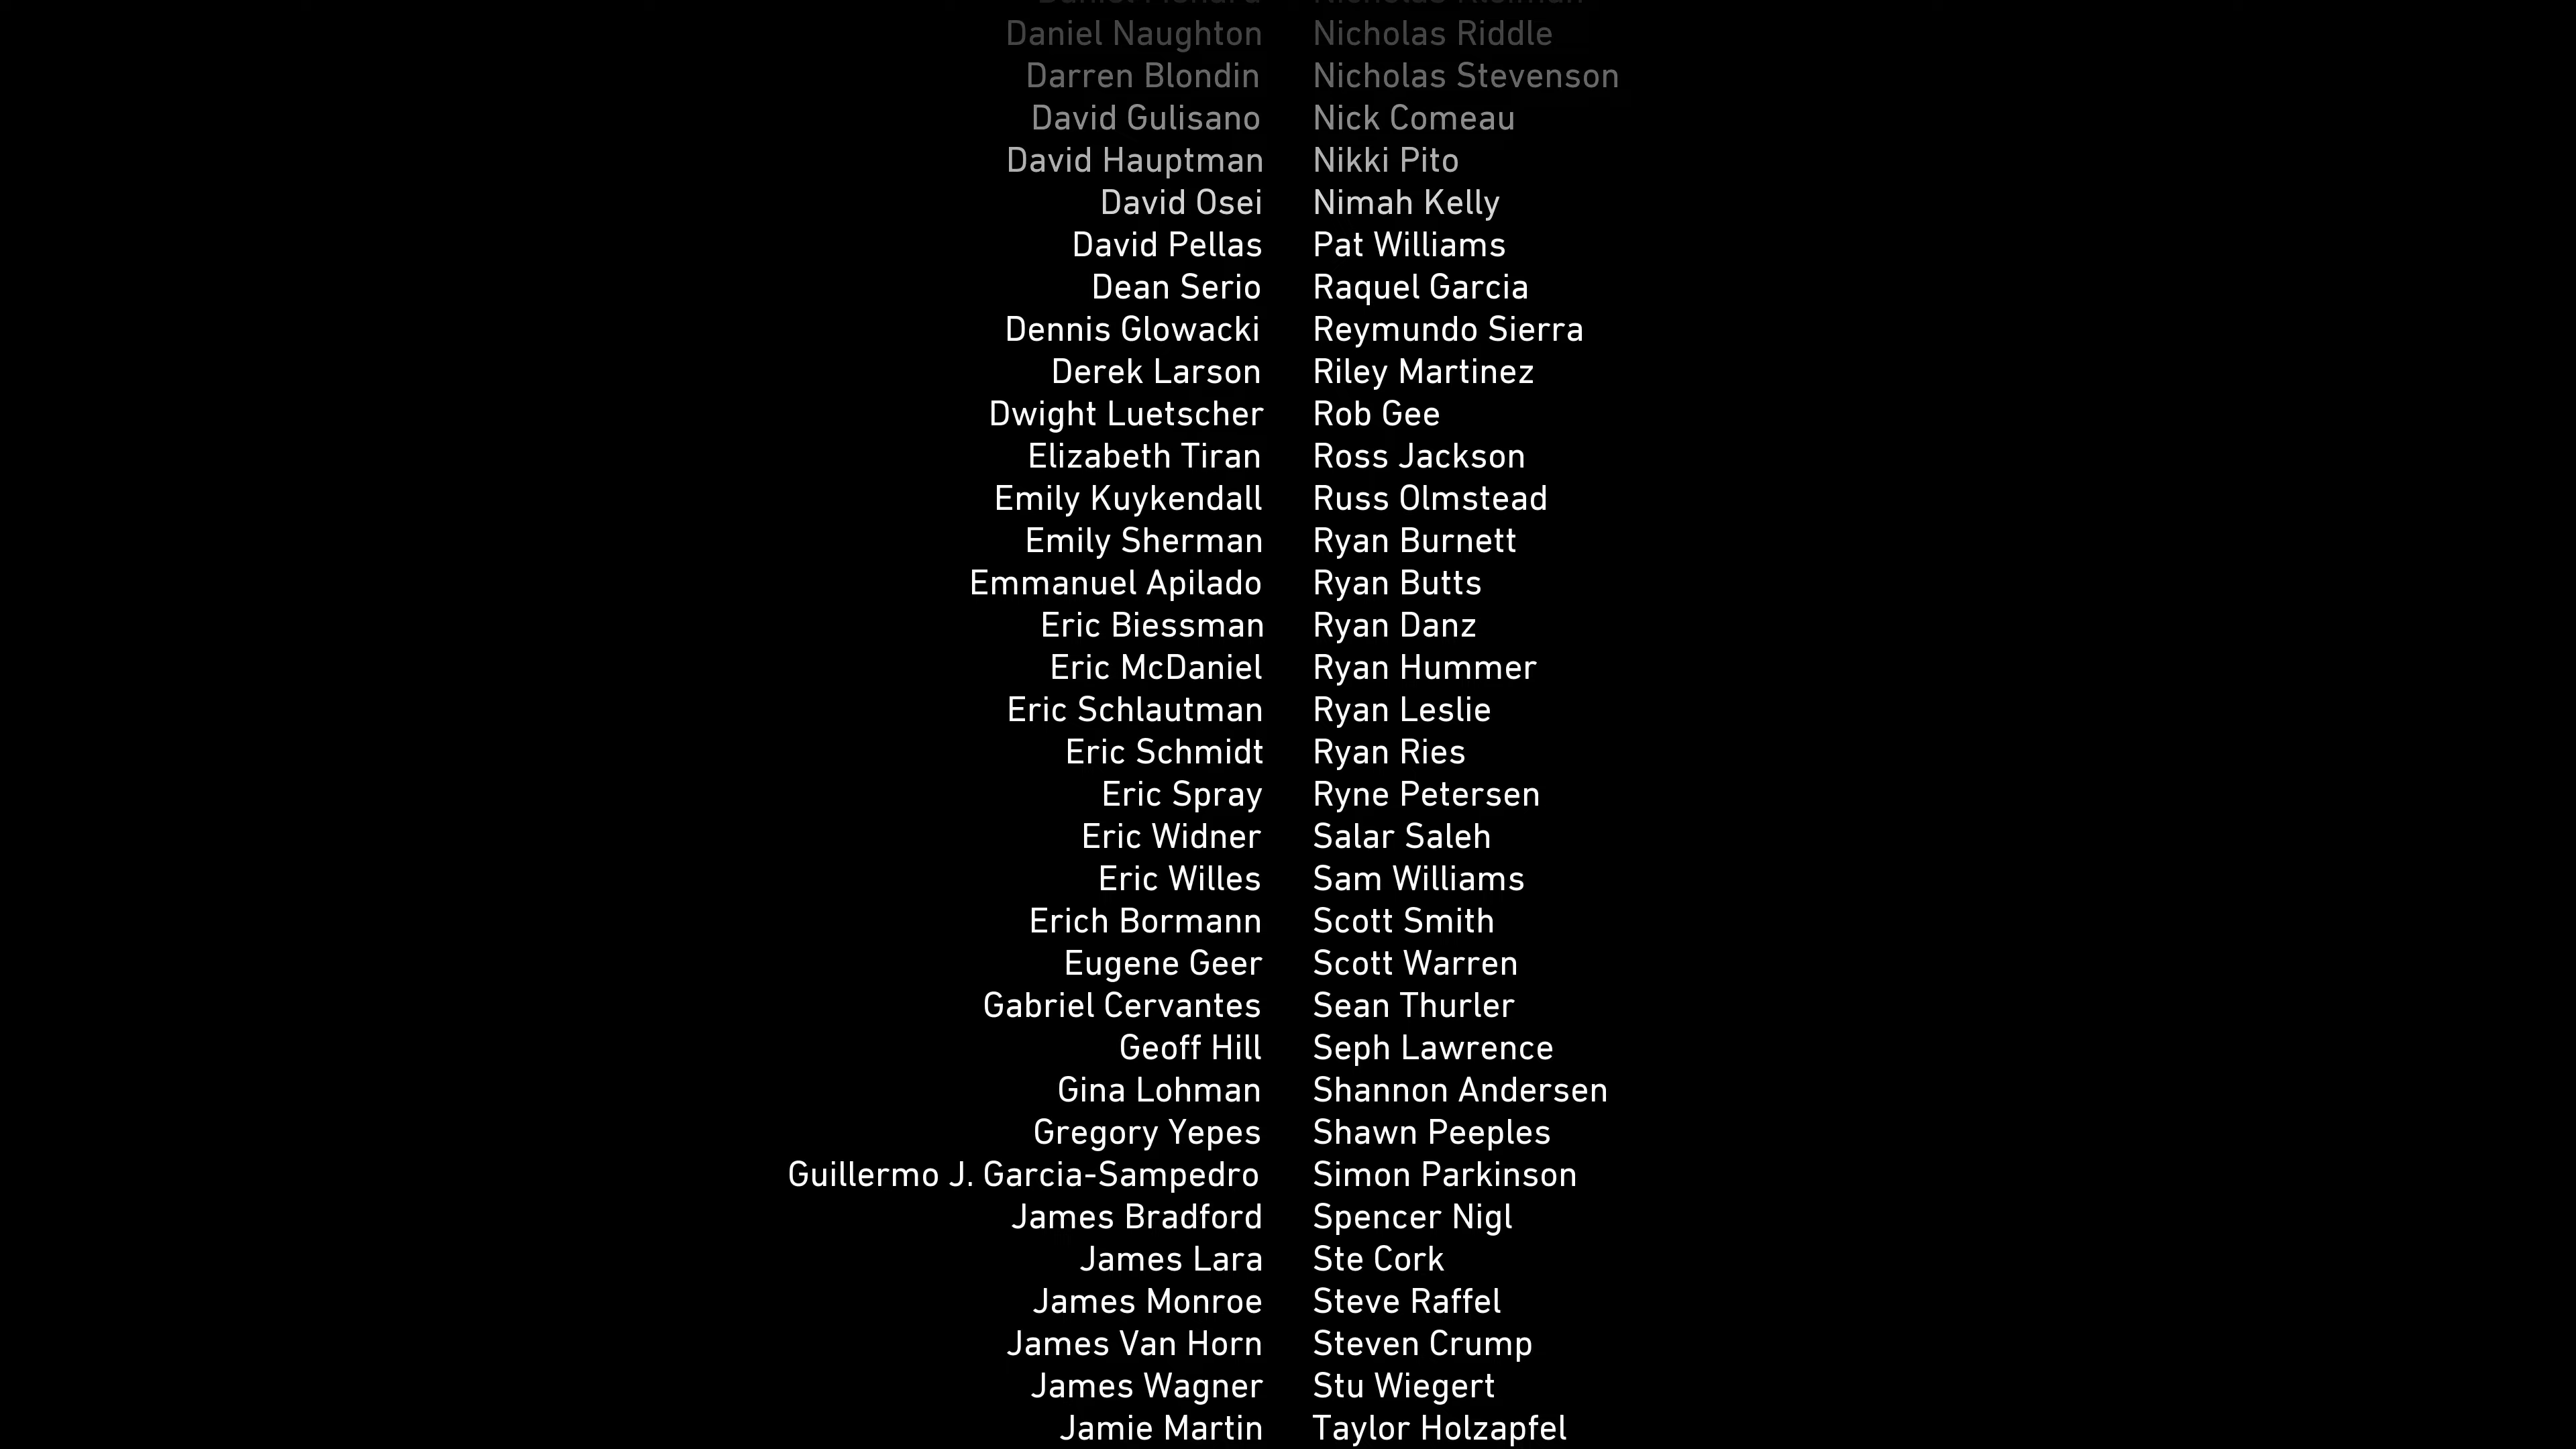 Daniel Naughton Nicholas Riddle
Darren Blondin Nicholas Stevenson
David Gulisano Nick Comeau
David Hauptman Nikki Pito
David Osei Nimah Kelly
David Pellas Pat Williams
Dean Serio Raquel Garcia
Dennis Glowacki Reymundo Sierra
Derek Larson Riley Martinez
Dwight Luetscher Rob Gee
Elizabeth Tiran Ross Jackson
Emily Kuykendall Russ Olmstead
Emily Sherman Ryan Burnett
Emmanuel Apilado Ryan Butts
Eric Biessman Ryan Danz
Eric McDaniel Ryan Hummer
Eric Schlautman Ryan Leslie
Eric Schmidt Ryan Ries
Eric Spray Ryne Petersen
Eric Widner Salar Saleh
Eric Willes Sam Williams
Erich Bormann Scott Smith
Eugene Geer Scott Warren
Gabriel Cervantes Sean Thurler
Geoff Hill Seph Lawrence
Gina Lohman Shannon Andersen
Gregory Yepes Shawn Peeples
Guillermo J. Garcia-Sampedro Simon Parkinson
James Bradford Spencer Nigl
James Lara Ste Cork
James Monroe Steve Raffel
James Van Horn Steven Crump
James Wagner Stu Wiegert
Jamie Martin Taylor Holzapfel